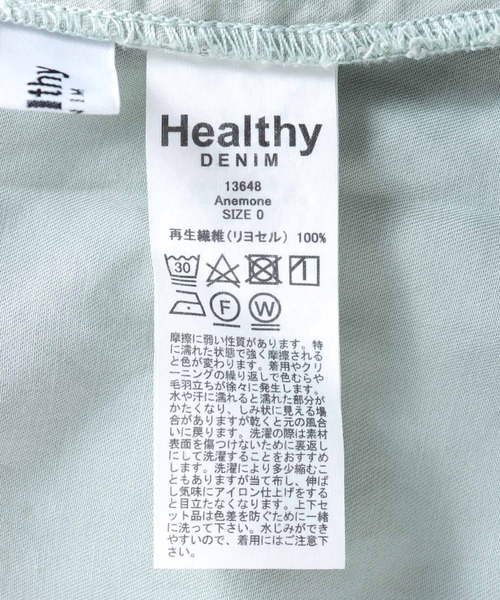 lthy
IM
Healthy
DENIM
13648
Anemone
SIZE 0
再生繊維(リヨセル) 100%
30
F W
摩擦に弱い性質があります。特
に濡れた状態で強く摩擦される
と色が変わります。着用やクリ
ーニングの繰り返しで色むらや
毛羽立ちが徐々に発生します。
水や汗に濡れると濡れた部分が
かたくなり、しみ状に見える場
合がありますが乾くと元の風合
いに戻ります。洗濯の際は素材
表面を傷つけないために裏返し
にして洗濯することをおすすめ
します。洗濯により多少縮むこ
ともありますが当て布し、伸ば
し気味にアイロン仕上げをする
と目立たなくなります。上下セ
ット品は色差を防ぐために一緒
に洗って下さい。水じみができ
やすいので、着用にはご注意下
さい。